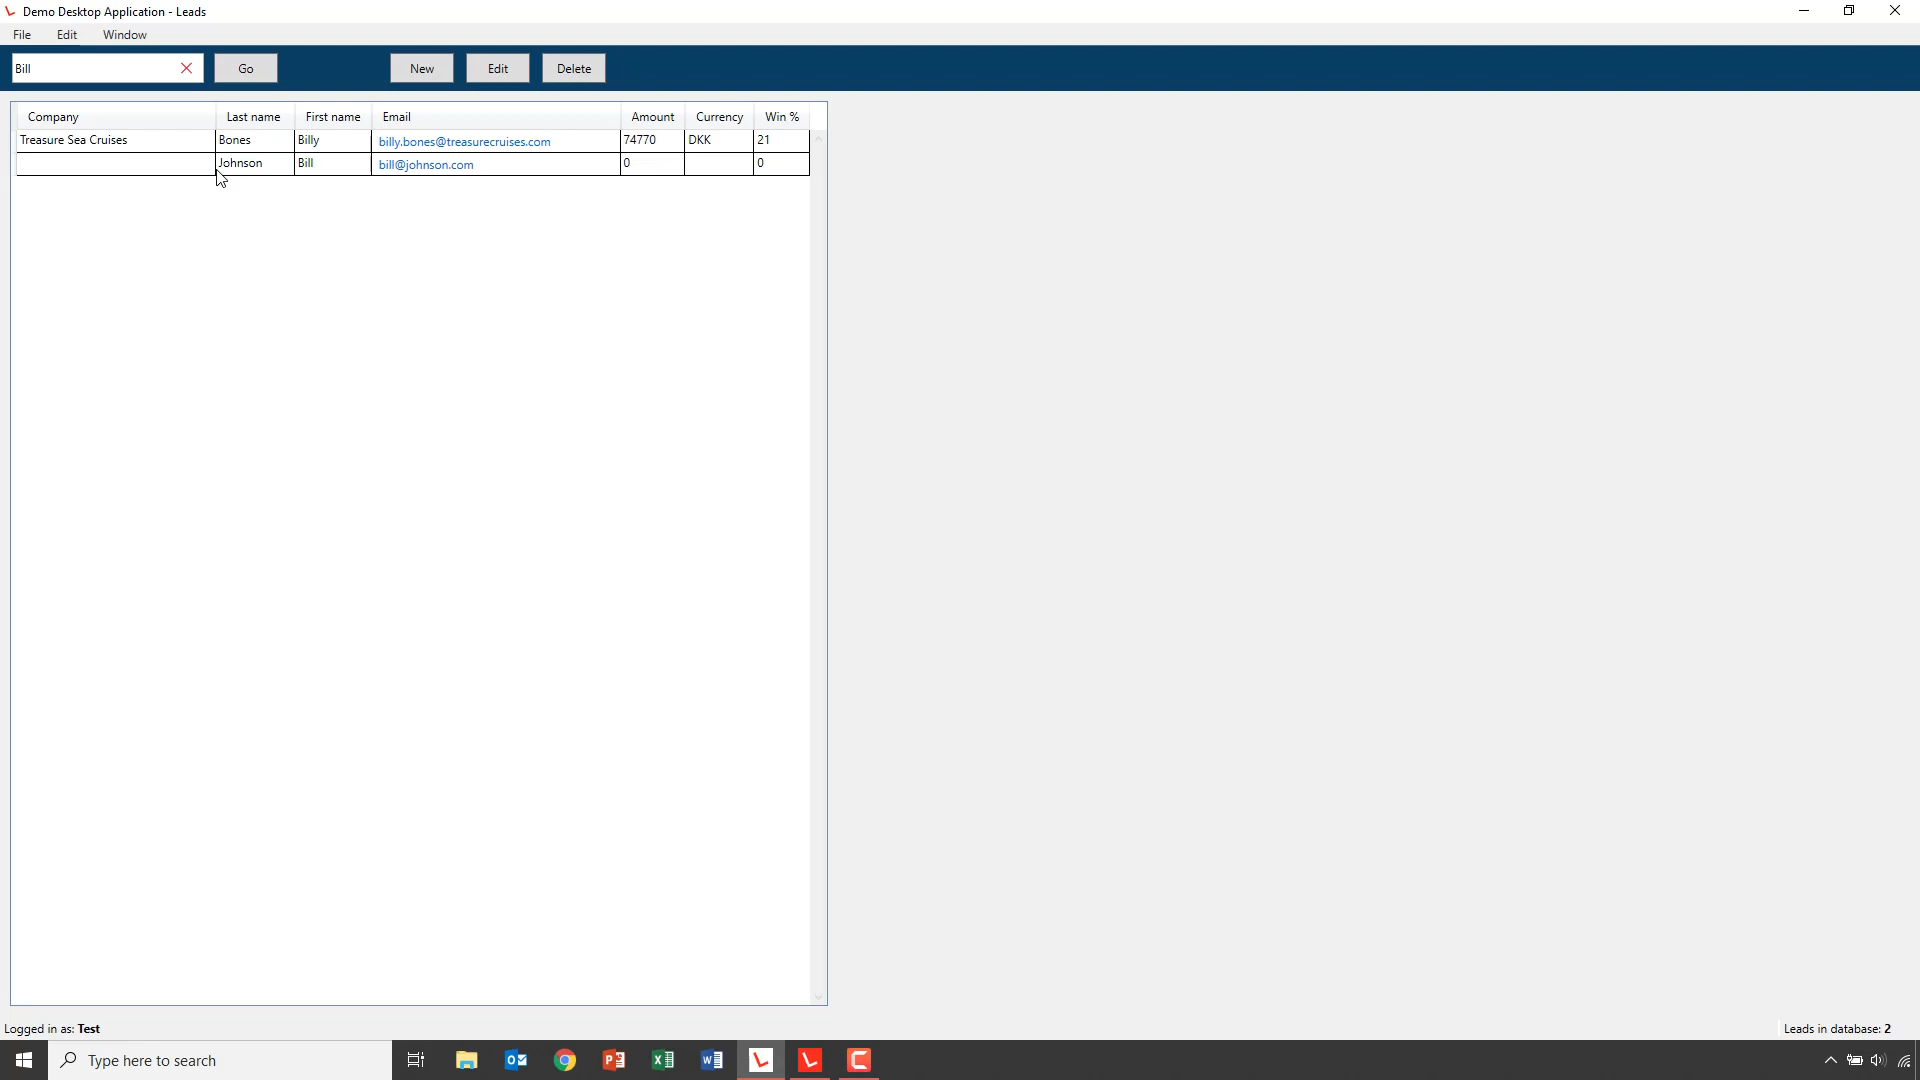 Demo Desktop Application - Leads
File Edit Window
Bill Go New Edit Delete
Company Last name First name Email Amount Currency Win %
Treasure Sea Cruises Bones Billy billy.bones@treasurecruises.com 74770 DKK 21
Johnson Bill bill@johnson.com 0 0
Logged in as: Test Leads in database: 2
Type here to search